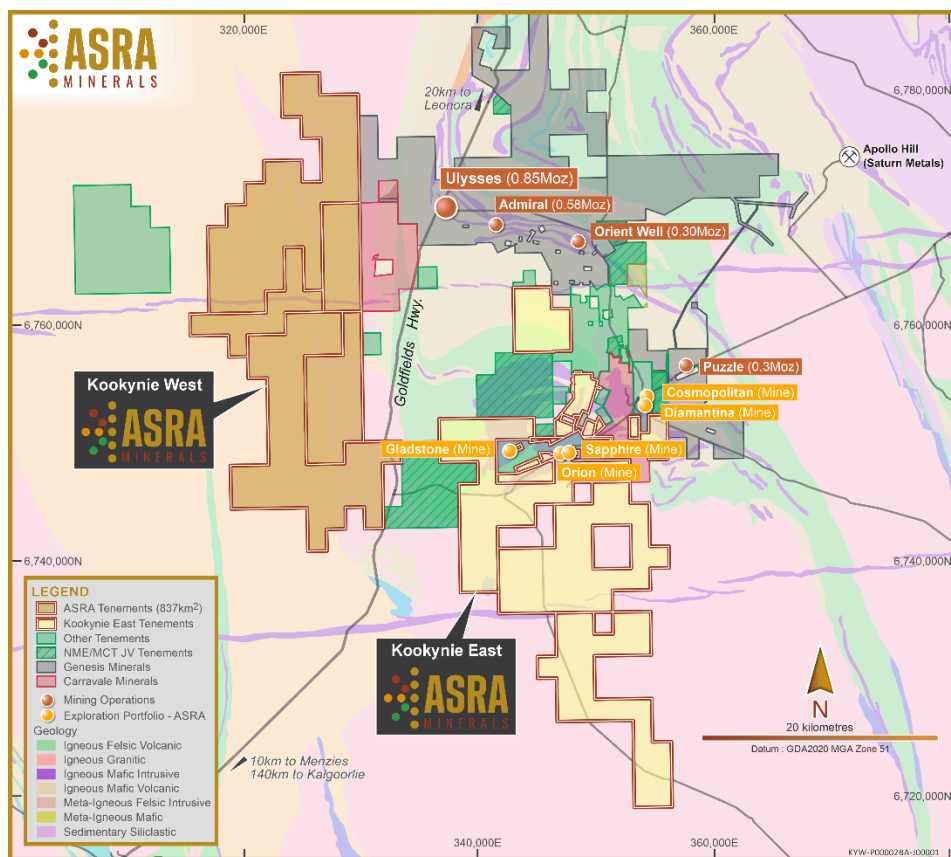 ASRA
MINERALS
320,000E
360,000E
20km to
Leonora
6,780,000N
Apollo Hill
(Saturn Metals)
Ulysses (0.85Moz)
Admiral (0.58Moz)
Orient Well (0.30Moz)
6,760,000N
6,760,000N
Goldfields Hwy.
Puzzle (0.3Moz)
Kookynie West
ASRA
MINERALS
Cosmopolitan (Mine)
Diamantina (Mine)
Gladstone (Mine)
Sapphire (Mine)
Orion (Mine)
6,740,000N
6,740,000N
LEGEND
ASRA Tenements (837km²)
Kookynie East Tenements
Other Tenements
NME/MCT JV Tenements
Genesis Minerals
Carravale Minerals
Mining Operations
Exploration Portfolio - ASRA
Geology
Igneous Felsic Volcanic
Igneous Granitic
Igneous Mafic Intrusive
Igneous Mafic Volcanic
Meta-Igneous Felsic Intrusive
Meta-Igneous Mafic
Sedimentary Siliclastic
Kookynie East
ASRA
MINERALS
N
20 kilometres
Datum : GDA2020 MGA Zone 51
10km to Menzies
140km to Kalgoorlie
6,720,000N
340,000E
360,000E
KYW-P00002BA-J00001